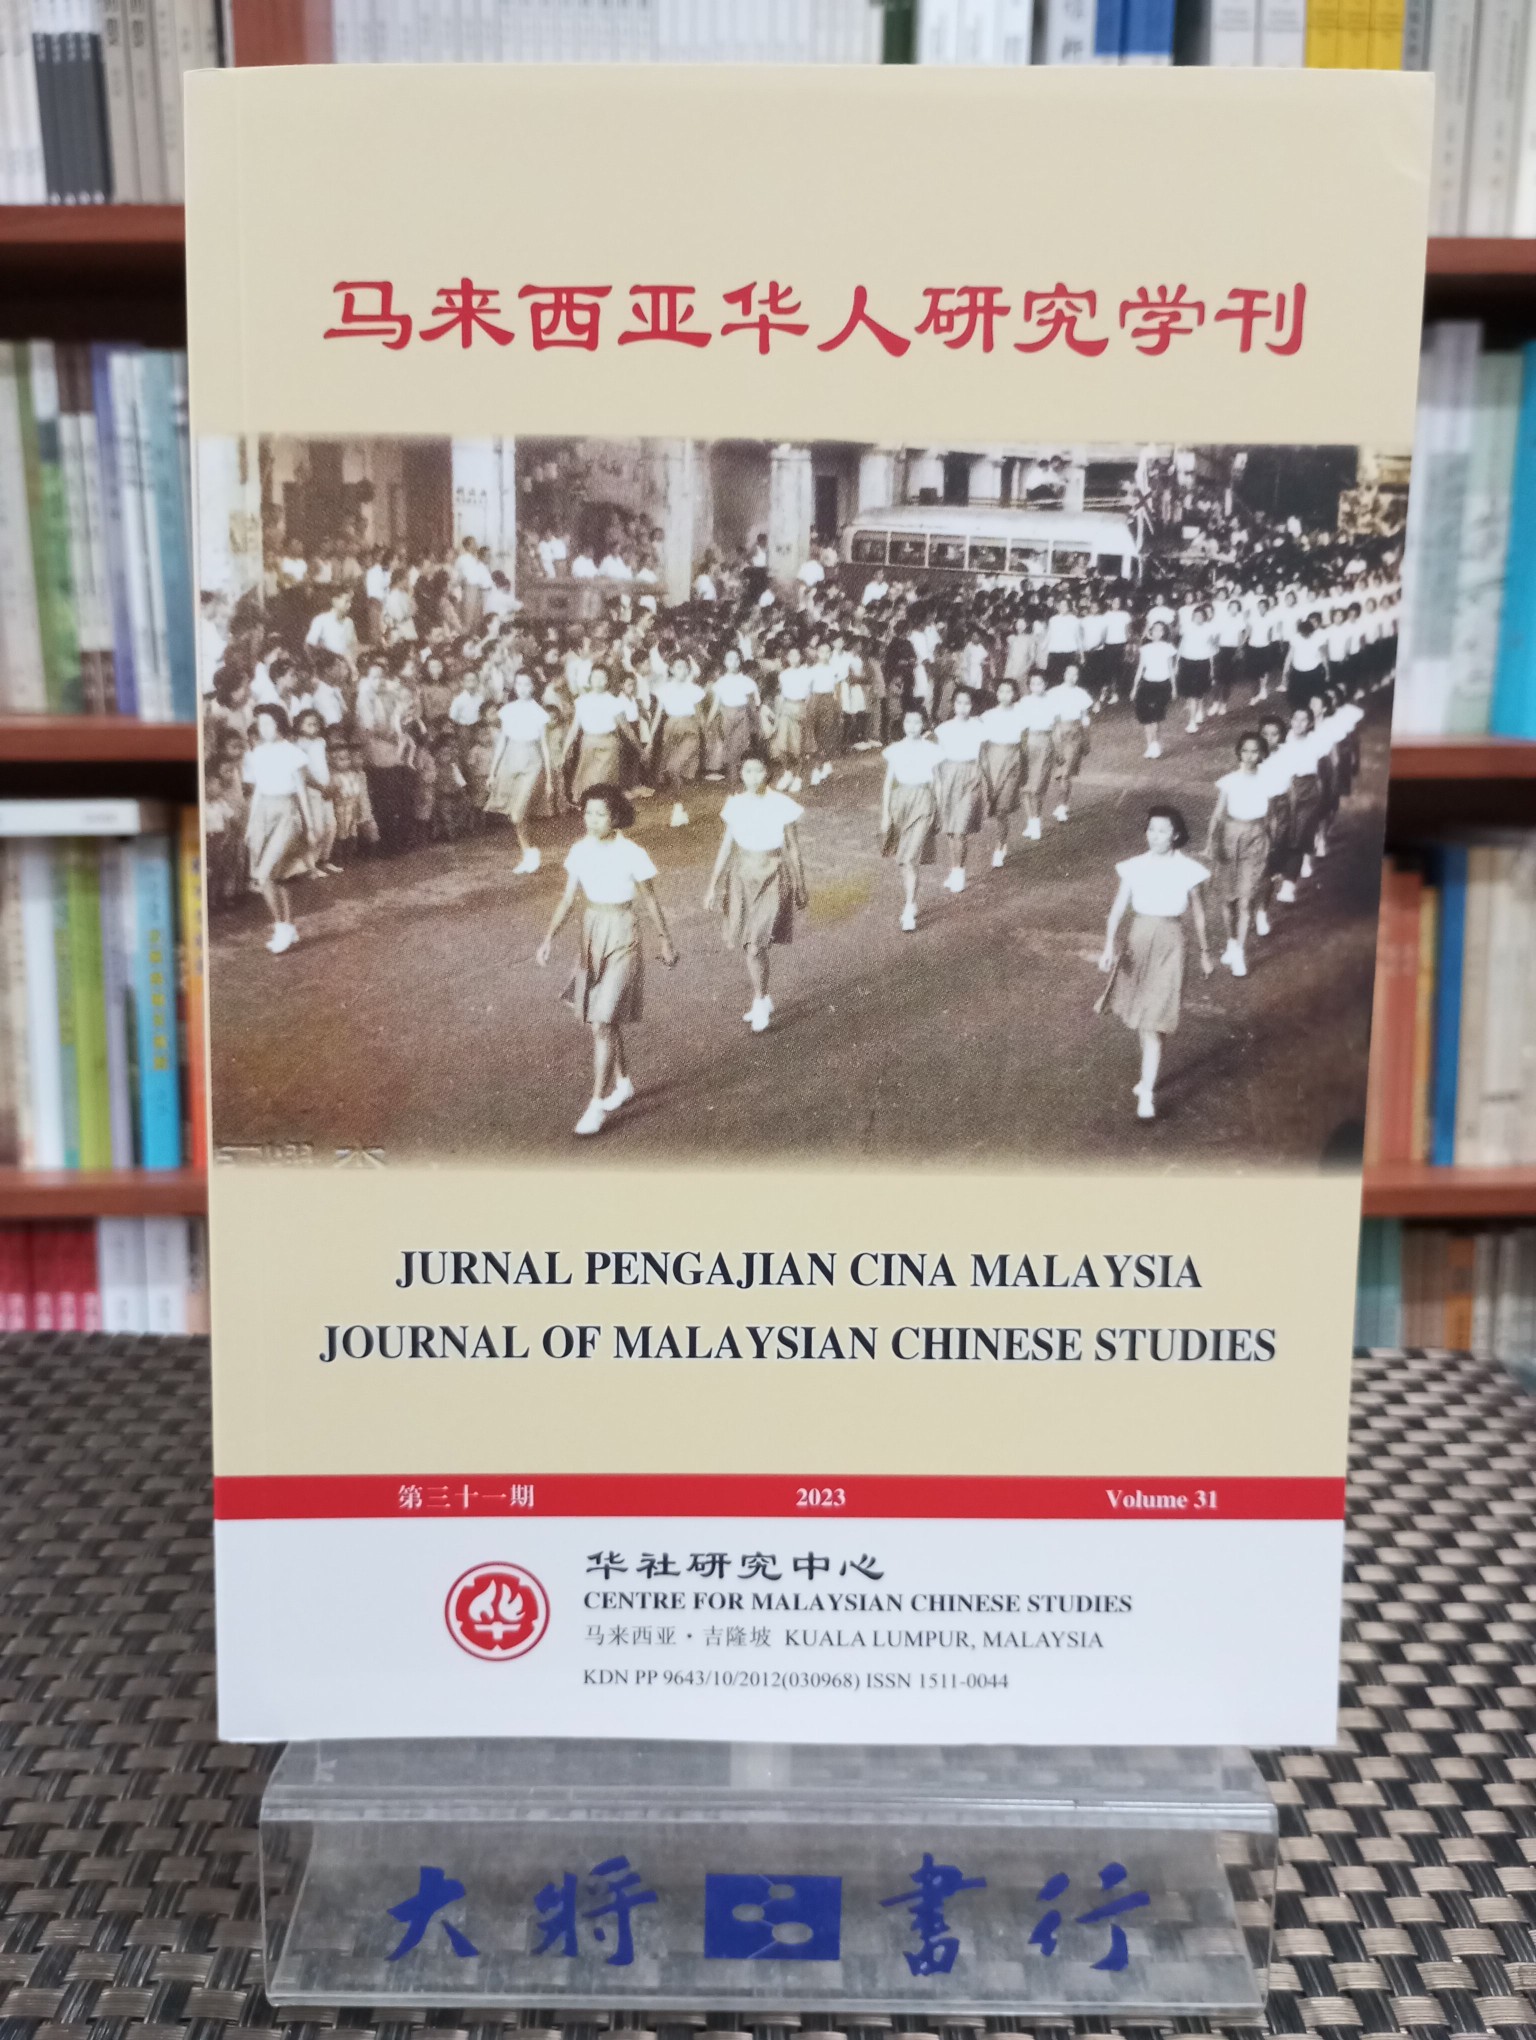 马来西亚华人研究学刊
JURNAL PENGAJIAN CINA MALAYSIA
JOURNAL OF MALAYSIAN CHINESE STUDIES
第三十一期 2023 Volume 31
华社研究中心
CENTRE FOR MALAYSIAN CHINESE STUDIES
马来西亚·吉隆坡 KUALA LUMPUR, MALAYSIA
KDN PP 9643/10/2012(030968) ISSN 1511-0044
大將書行